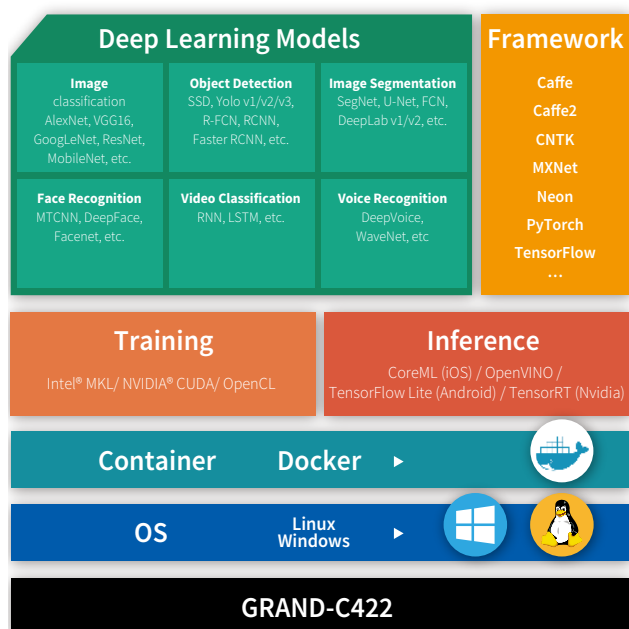 Deep Learning Models
Image
classification
AlexNet, VGG16,
GoogLeNet, ResNet,
MobileNet, etc.
Object Detection
SSD, Yolo v1/v2/v3,
R-FCN, RCNN,
Faster RCNN, etc.
Image Segmentation
SegNet, U-Net, FCN,
DeepLab v1/v2, etc.
Face Recognition
MTCNN, DeepFace,
Facenet, etc.
Video Classification
RNN, LSTM, etc.
Voice Recognition
DeepVoice,
WaveNet, etc
Framework
Caffe
Caffe2
CNTK
MXNet
Neon
PyTorch
TensorFlow
...
Training
Intel® MKL/ NVIDIA® CUDA/ OpenCL
Inference
CoreML (iOS) / OpenVINO /
TensorFlow Lite (Android) / TensorRT (Nvidia)
Container
Docker
OS
Linux
Windows
GRAND-C422